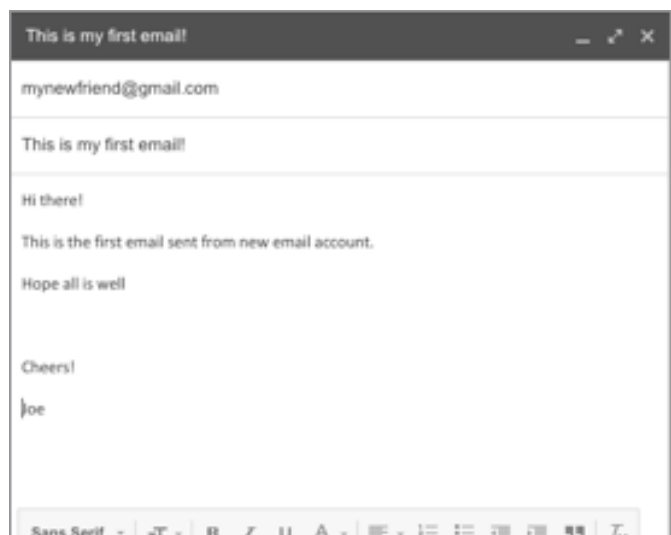 This is my first email!
mynewfriend@gmail.com
This is my first email!
Hi there!
This is the first email sent from new email account.
Hope all is well
Cheers!
Joe
Sans Serif